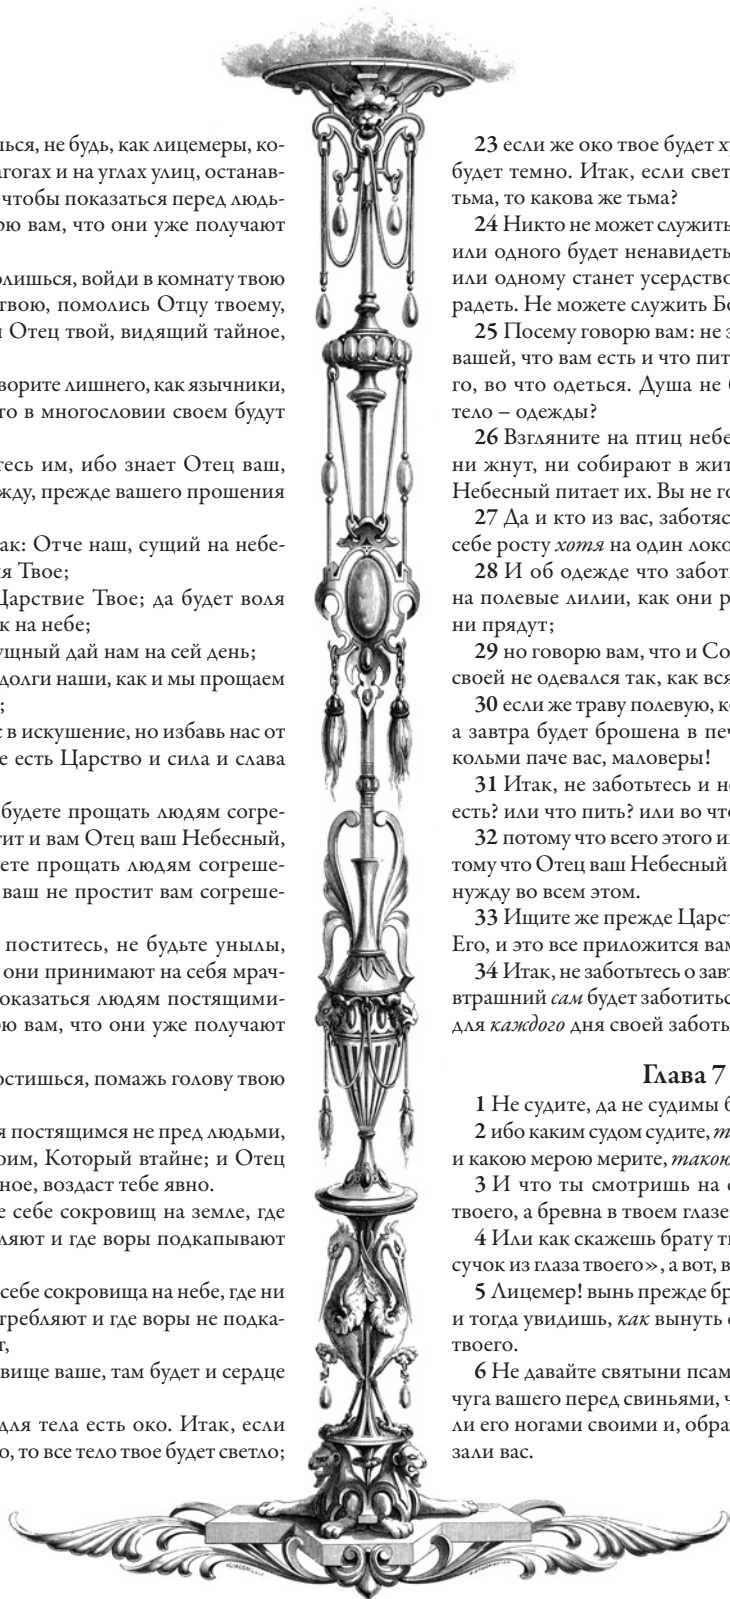 ься, не будь, как лицемеры, ко-
агогах и на углах улиц, останав-
чтобы показаться перед людь-
рю вам, что они уже получают
олишься, войди в комнату твою
твою, помолись Отцу твоему,
и Отец твой, видящий тайное,
ворите лишнего, как язычники,
то в многословии своем будут
тесь им, ибо знает Отец ваш,
жду, прежде вашего прошения
ак: Отче наш, сущий на небе-
я Твое;
Царствие Твое; да будет воля
к на небе;
ущный дай нам на сей день;
долги наши, как и мы прощаем
;
с в искушение, но избавь нас от
е есть Царство и сила и слава
будете прощать людям согре-
тит и вам Отец ваш Небесный,
ете прощать людям согреше-
ваш не простит вам согреше-
поститесь, не будьте унылы,
они принимают на себя мрач-
оказаться людям постящими-
ю вам, что они уже получают
остишься, помажь голову твою
я постящимся не пред людьми,
оим, Который втайне; и Отец
ное, воздаст тебе явно.
е себе сокровищ на земле, где
ляют и где воры подкапывают
себе сокровища на небе, где ни
требляют и где воры не подка-
т,
вище ваше, там будет и сердце
для тела есть око. Итак, если
о, то все тело твое будет светло;
23 если же око твое будет ху
будет темно. Итак, если свет
тьма, то какова же тьма?
24 Никто не может служить
или одного будет ненавидеть
или одному станет усердство
радеть. Не можете служить Бо
25 Посему говорю вам: не з
вашей, что вам есть и что пит
го, во что одеться. Душа не б
тело – одежды?
26 Взгляните на птиц небе
ни жнут, ни собирают в жит
Небесный питает их. Вы не го
27 Да и кто из вас, заботяс
себе росту хотя на один локо
28 И об одежде что заботи
на полевые лилии, как они р
ни прядут;
29 но говорю вам, что и Со
своей не одевался так, как вся
30 если же траву полевую, ко
а завтра будет брошена в печ
кольми паче вас, маловеры!
31 Итак, не заботьтесь и не
есть? или что пить? или во что
32 потому что всего этого ищ
тому что Отец ваш Небесный
нужду во всем этом.
33 Ищите же прежде Царст
Его, и это все приложится вам
34 Итак, не заботьтесь о завт
втрашний сам будет заботиться
для каждого дня своей заботы
Глава 7
1 Не судите, да не судимы б
2 ибо каким судом судите, т
и какою мерою мерите, такою
3 И что ты смотришь на с
твоего, а бревна в твоем глазе
4 Или как скажешь брату тв
сучок из глаза твоего», а вот, в
5 Лицемер! вынь прежде бр
и тогда увидишь, как вынуть с
твоего.
6 Не давайте святыни псам
чуга вашего перед свиньями, ч
ли его ногами своими и, обра
зали вас.